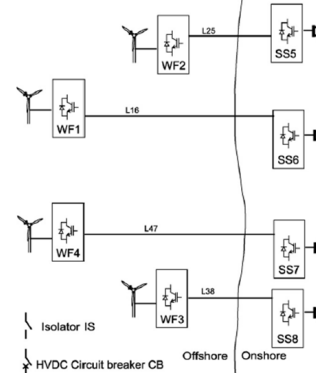 L25
SS5
WF2
L16
WF1
SS6
L47
WF4
SS7
L38
WF3
SS8
Isolator IS
Offshore Onshore
HVDC Circuit breaker CB